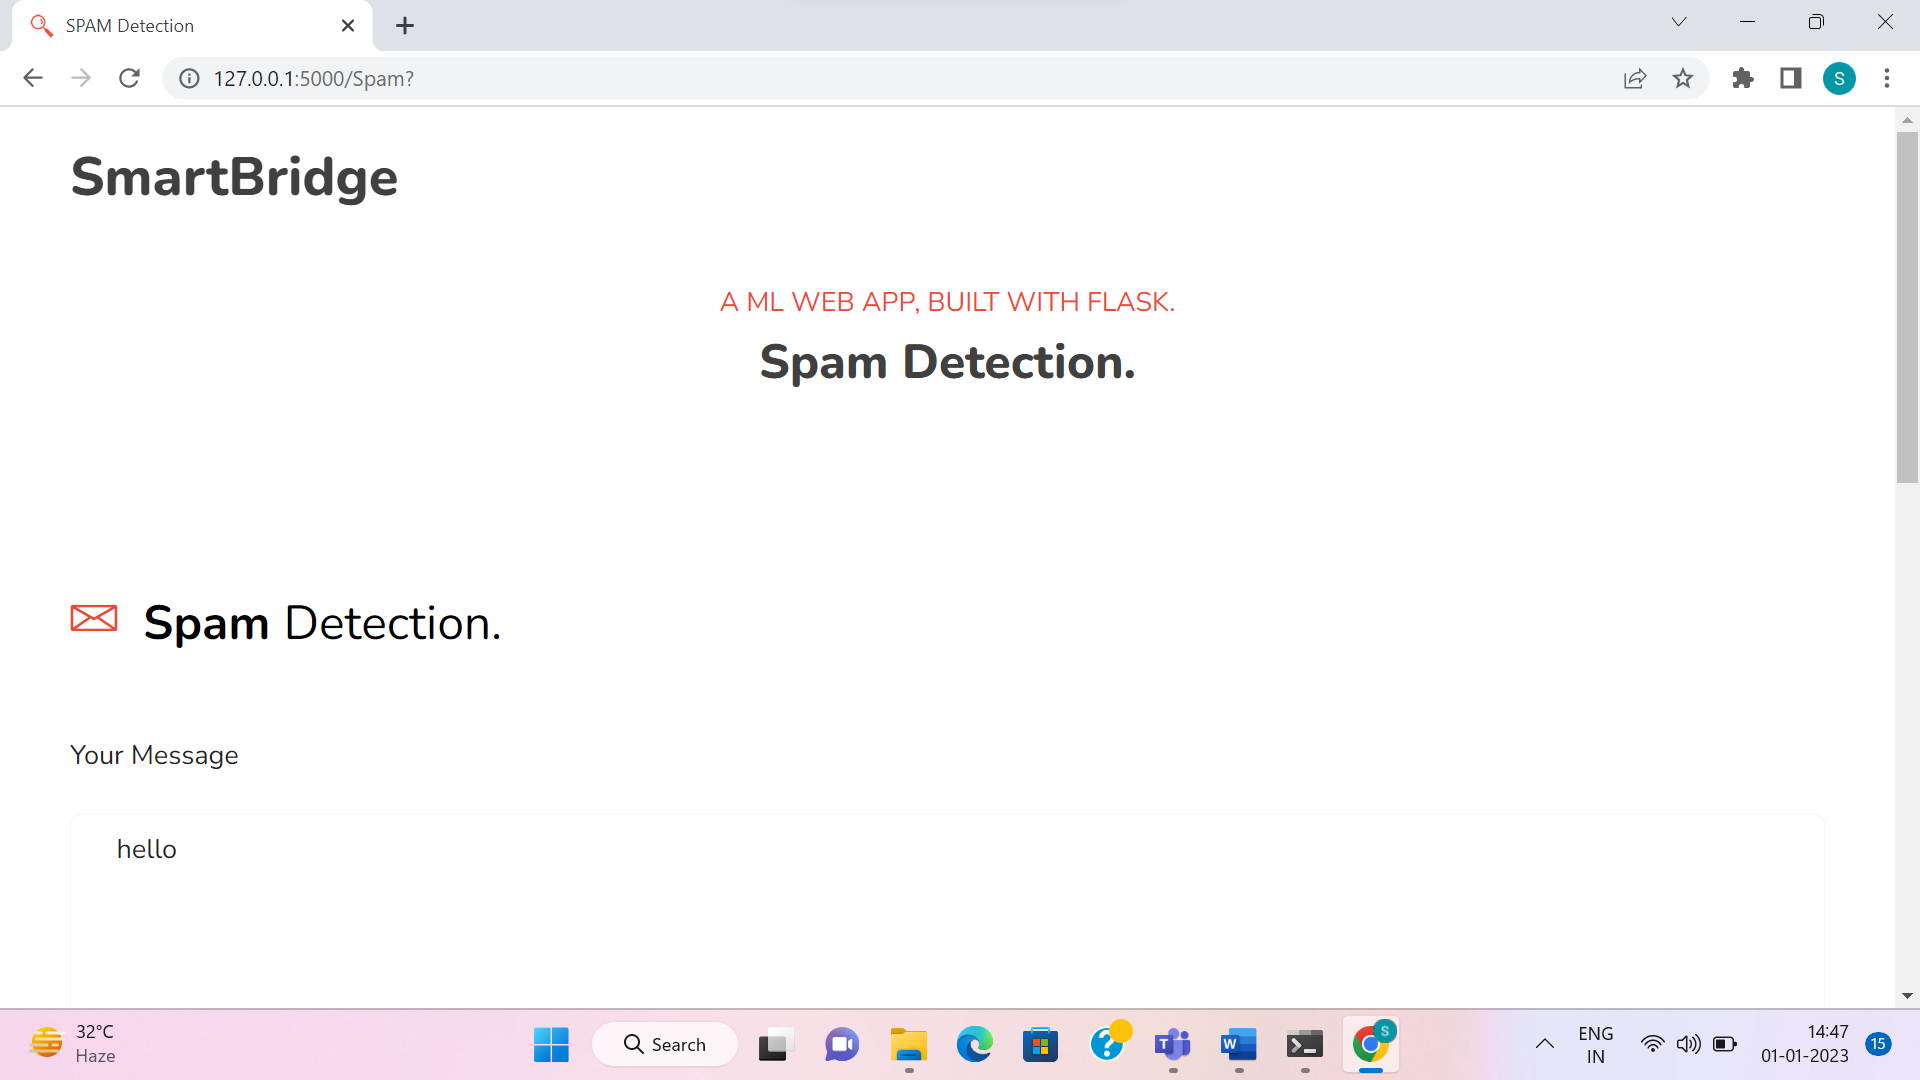 SPAM Detection
127.0.0.1:5000/Spam?
S
SmartBridge
A ML WEB APP, BUILT WITH FLASK.
Spam Detection.
Spam Detection.
Your Message
hello
32°C
Haze
Search
T
W
S
ENG
IN
14:47
01-01-2023
15